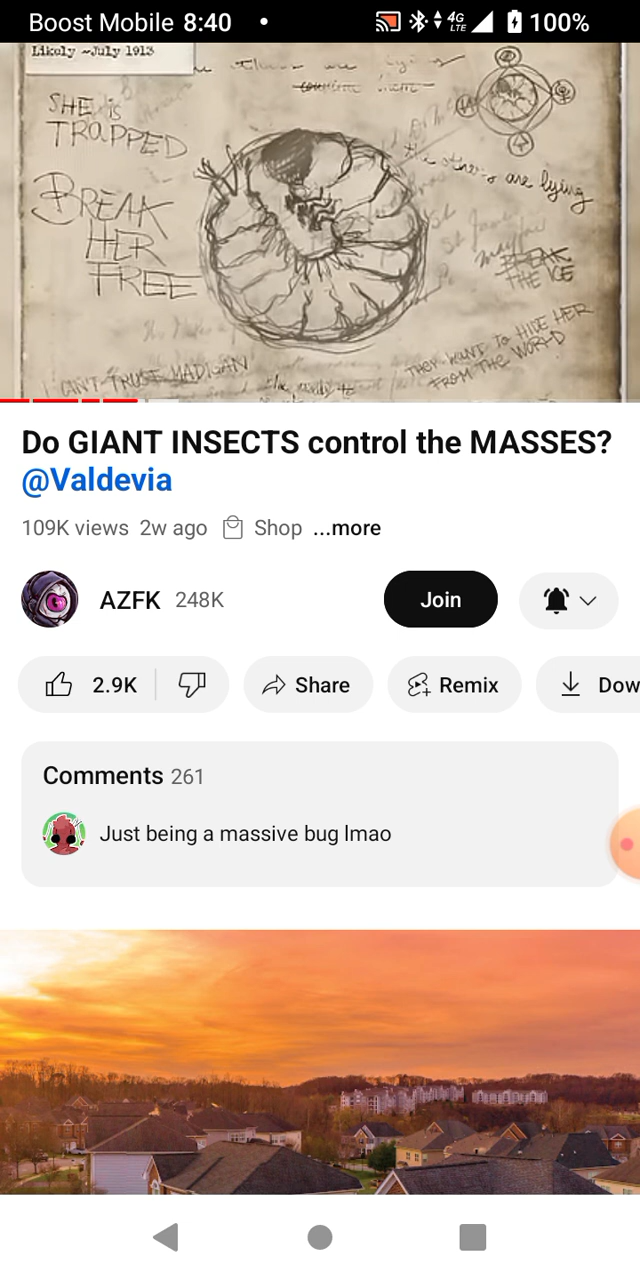 Boost Mobile 8:40
4G
LTE
100%
Likely ~July 1913
SHE is
TRAPPED
the others are lying
BREAK
HER
FREE
BREAK
THE ICE
THEY WANT TO HIDE HER
FROM THE WORLD
I CAN'T TRUST MADIGAN
Do GIANT INSECTS control the MASSES?
@Valdevia
109K views 2w ago Shop ...more
AZFK 248K Join
2.9K Share Remix Dow
Comments 261
Just being a massive bug lmao